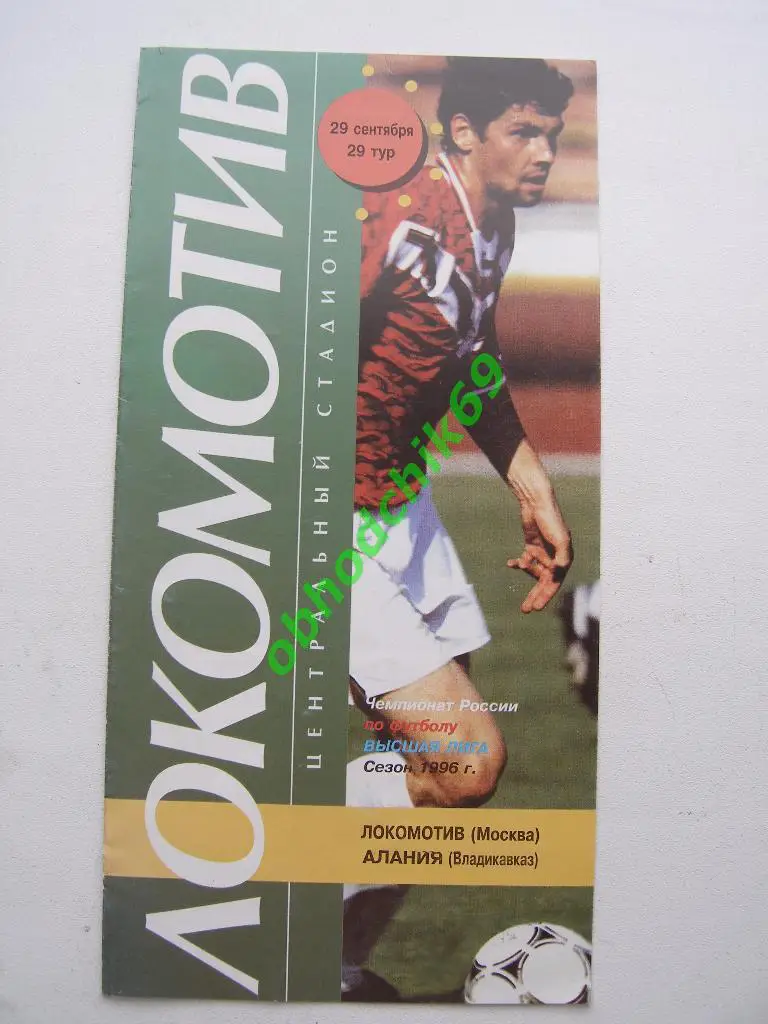 ЛОКОМОТИВ
ЦЕНТРАЛЬНЫЙ СТАДИОН
29 сентября
29 тур
obhodchik69
Чемпионат России
по футболу
ВЫСШАЯ ЛИГА
Сезон 1996 г.
ЛОКОМОТИВ (Москва)
АЛАНИЯ (Владикавказ)